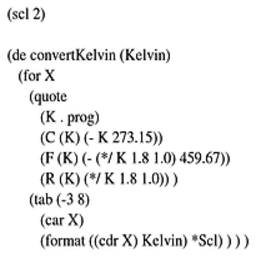 (scl 2)
(de convertKelvin (Kelvin)
(for X
(quote
(K . prog)
(C (K) (- K 273.15))
(F (K) (- (*/ K 1.8 1.0) 459.67))
(R (K) (*/ K 1.8 1.0)) )
(tab (-3 8)
(car X)
(format ((cdr X) Kelvin) *Scl) ) ) )